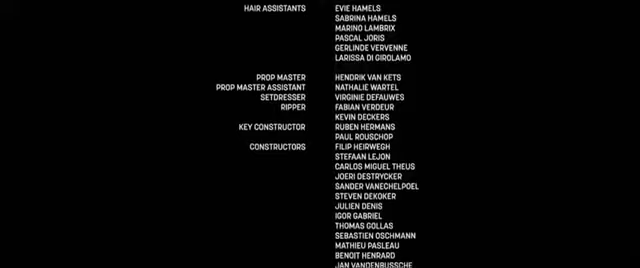 HAIR ASSISTANTS EVIE HAMELS
SABRINA HAMELS
MARINO LAMBRIX
PASCAL JORIS
GERLINDE VERVENNE
LARISSA DI GIROLAMO
PROP MASTER HENDRIK VAN KETS
PROP MASTER ASSISTANT NATHALIE WARTEL
SETDRESSER VIRGINIE DEFAUWES
RIPPER FABIAN VERDEUR
KEVIN DECKERS
KEY CONSTRUCTOR RUBEN HERMANS
PAUL ROUSCHOP
CONSTRUCTORS FILIP HEIRWEGH
STEFAAN LEJON
CARLOS MIGUEL THEUS
JOERI DESTRYCKER
SANDER VANECHELPOEL
STEVEN DEKOKER
JULIEN DENIS
IGOR GABRIEL
THOMAS GOLLAS
SEBASTIEN OSCHMANN
MATHIEU PASLEAU
BENOIT HENRARD
JAN VANDENBUSSCHE